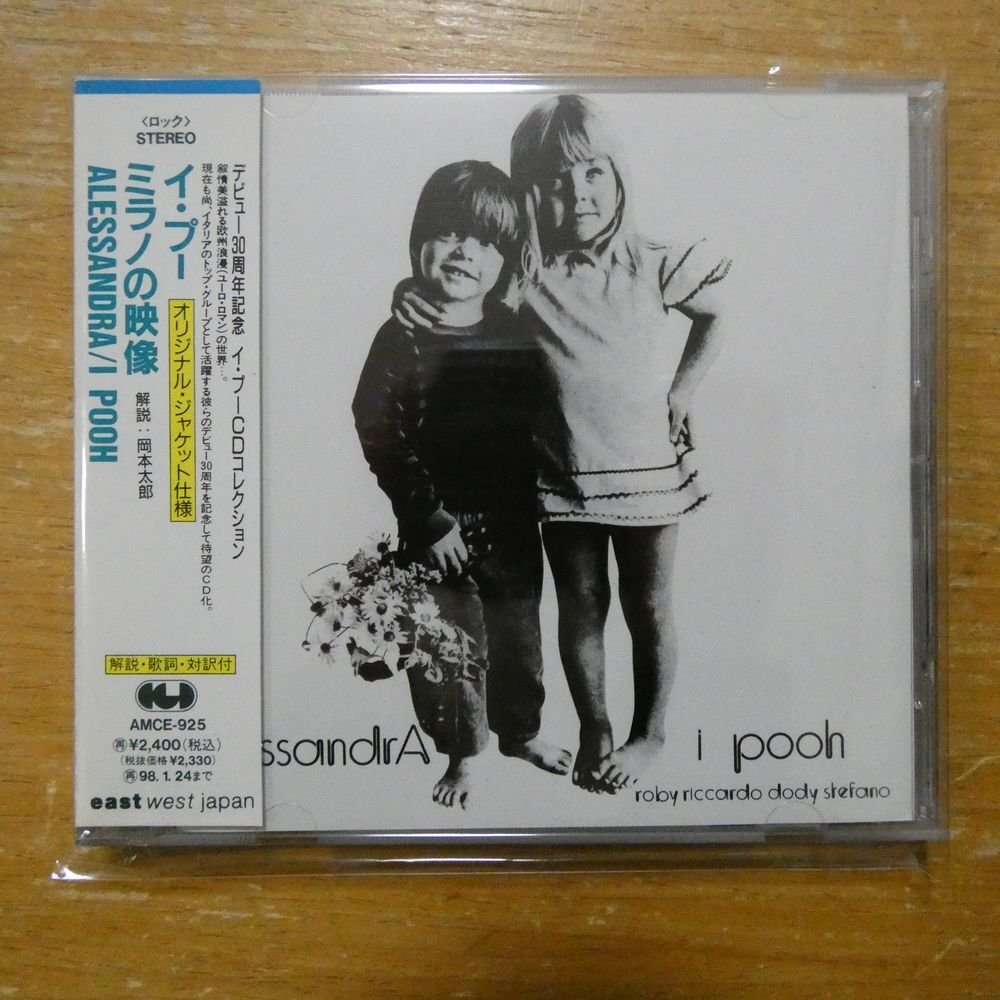 〈ロック〉
STEREO
デビュー30周年記念 イ・プーCDコレクション
叙情美溢れる欧州浪漫(ユーロ・ロマン)の世界…。
現在も尚、イタリアのトップ・グループとして活躍する彼らのデビュー30周年を記念して待望のCD化。
イ・プー
オリジナル・ジャケット仕様
ミラノの映像
解説：岡本太郎
ALESSANDRA/I POOH
解説・歌詞・対訳付
AMCE-925
再¥2,400(税込)
(税抜価格¥2,330)
再98.1.24まで
east west japan
ssandrA
i pooh
roby riccardo dody stefano